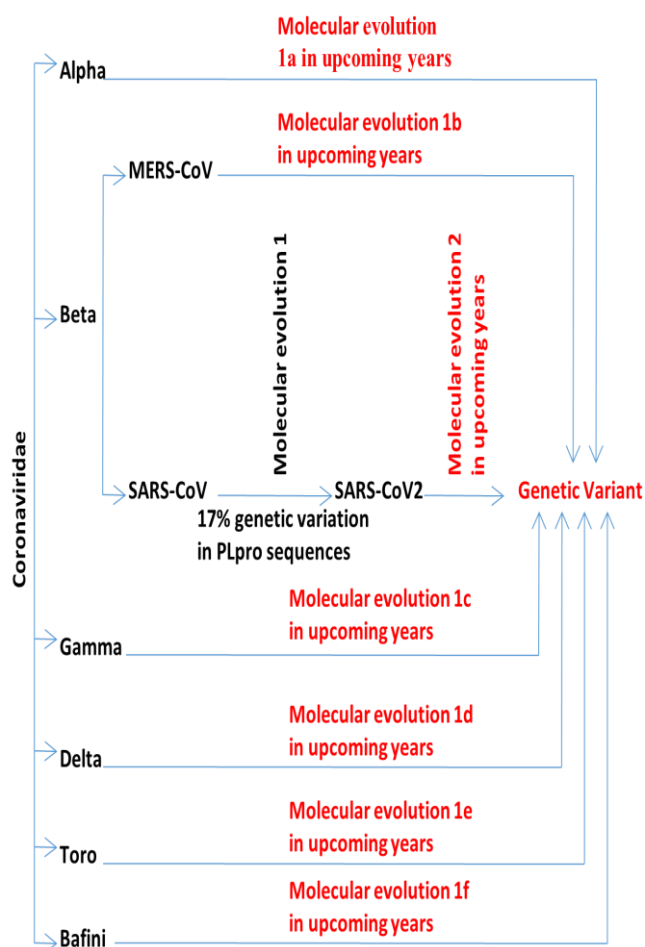 Molecular evolution
1a in upcoming years
Alpha
Molecular evolution 1b
in upcoming years
MERS-CoV
Molecular evolution 1
Molecular evolution 2
in upcoming years
Beta
Coronaviridae
SARS-CoV
SARS-CoV2
Genetic Variant
17% genetic variation
in PLpro sequences
Molecular evolution 1c
in upcoming years
Gamma
Molecular evolution 1d
in upcoming years
Delta
Molecular evolution 1e
in upcoming years
Toro
Molecular evolution 1f
in upcoming years
Bafini